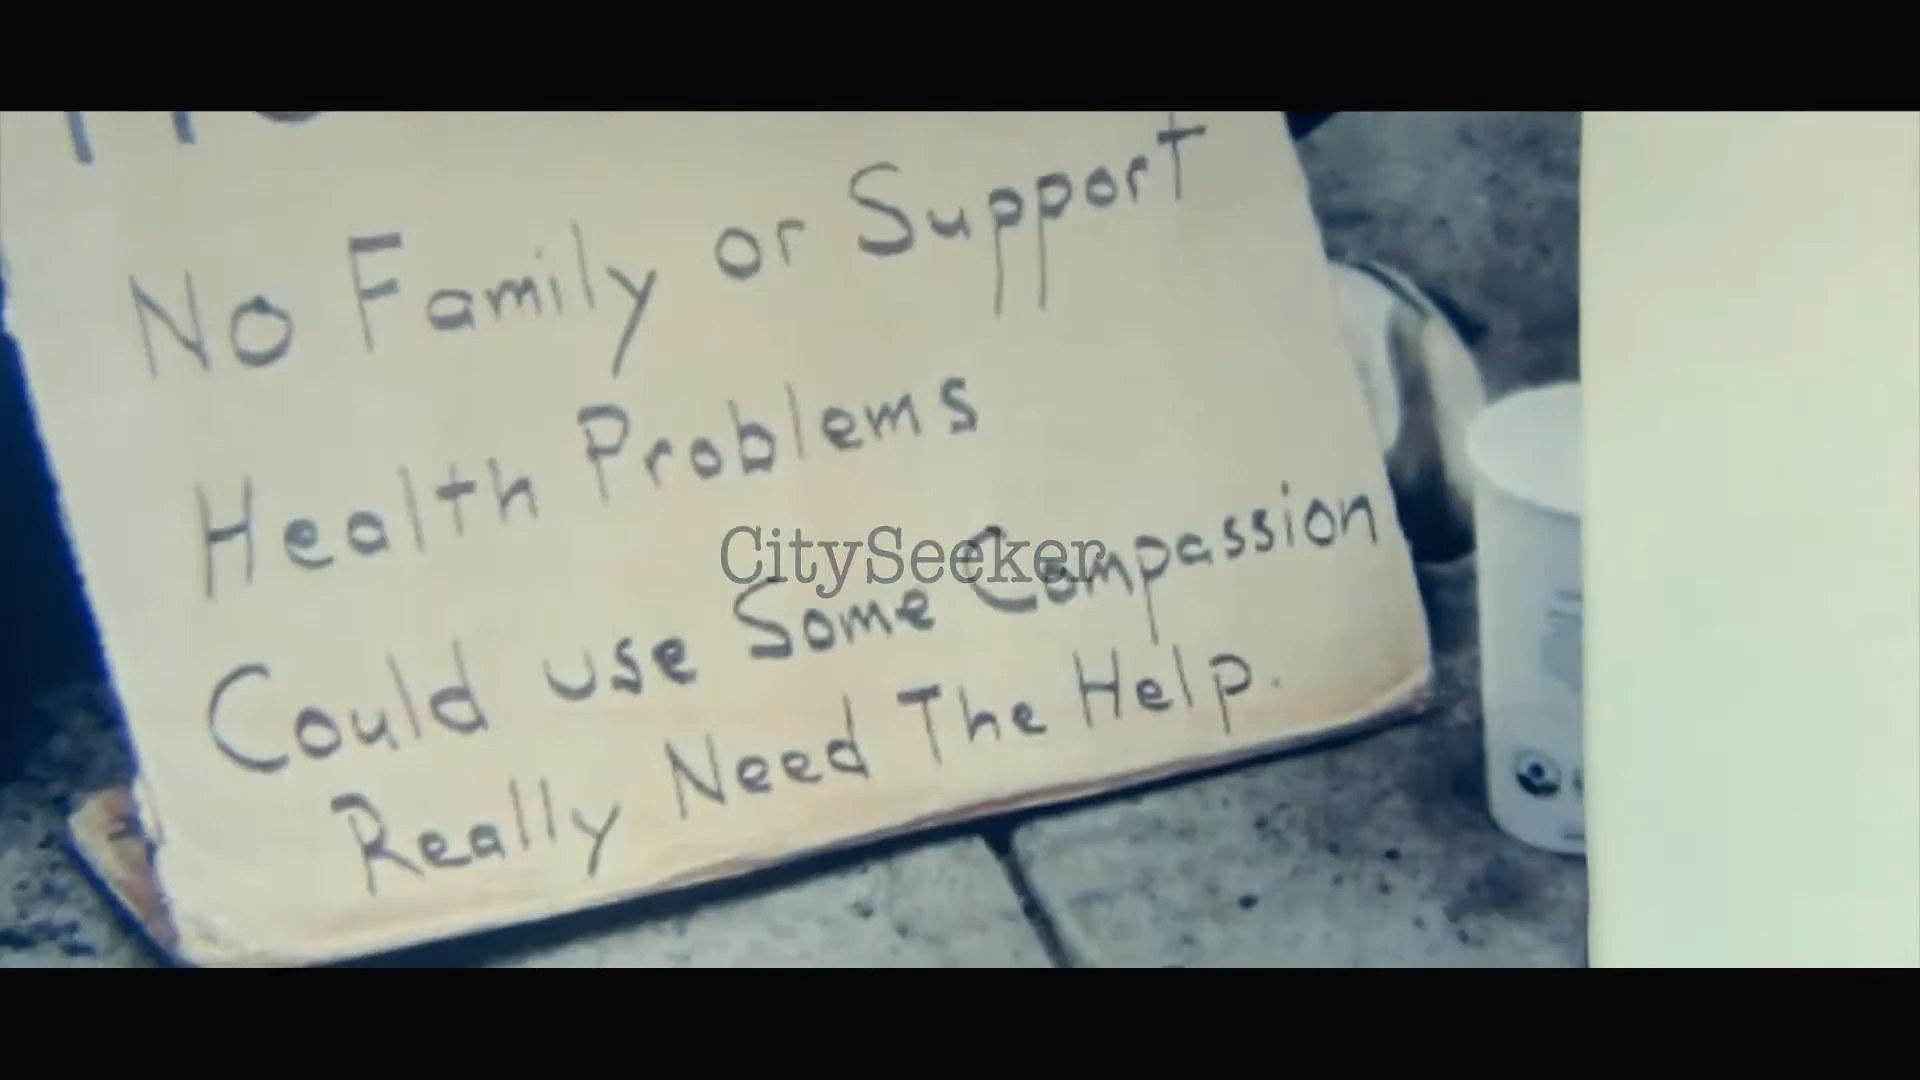 No Family or Support
Health Problems
CitySeeker
Could use Some Compassion
Really Need The Help.